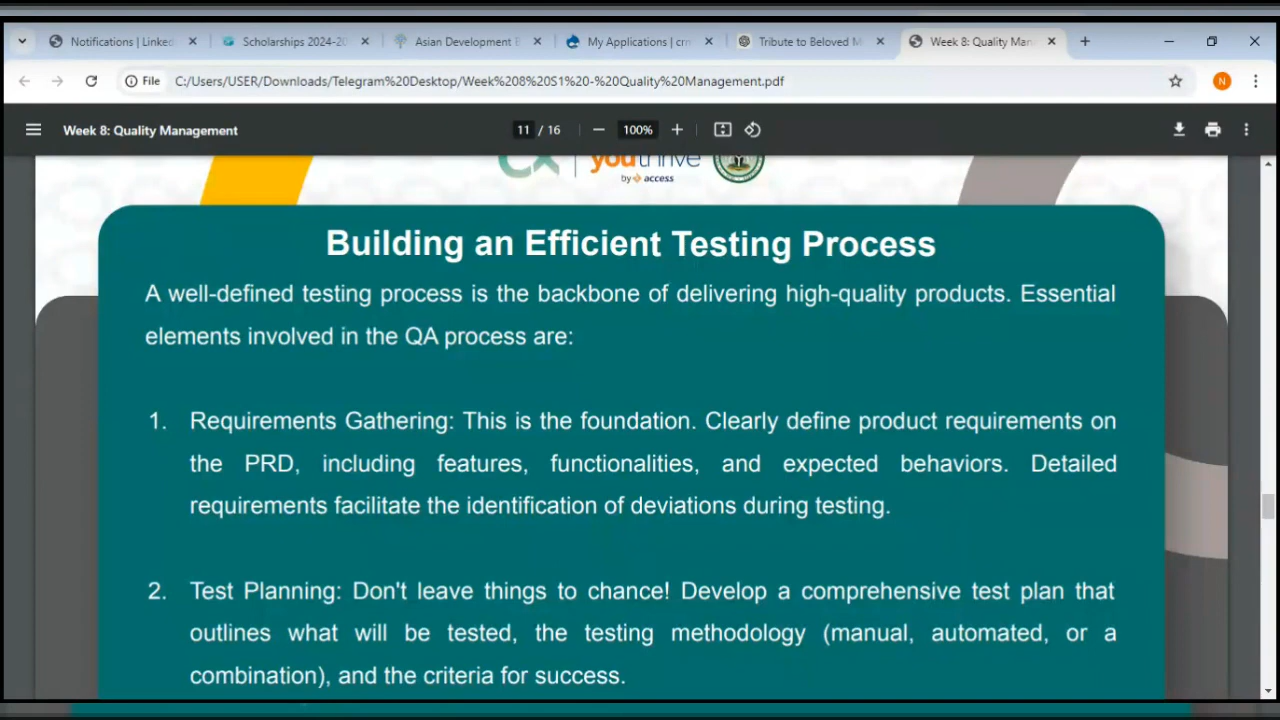 Notifications | Linke
Scholarships 2024-20
Asian Development B
My Applications | crn
Tribute to Beloved M
Week 8: Quality Man
File
C:/Users/USER/Downloads/Telegram%20Desktop/Week%208%20S1%20-%20Quality%20Management.pdf
N
Week 8: Quality Management
11 / 16
100%
youthrive
by access
Building an Efficient Testing Process
A well-defined testing process is the backbone of delivering high-quality products. Essential
elements involved in the QA process are:
1. Requirements Gathering: This is the foundation. Clearly define product requirements on
the PRD, including features, functionalities, and expected behaviors. Detailed
requirements facilitate the identification of deviations during testing.
2. Test Planning: Don't leave things to chance! Develop a comprehensive test plan that
outlines what will be tested, the testing methodology (manual, automated, or a
combination), and the criteria for success.